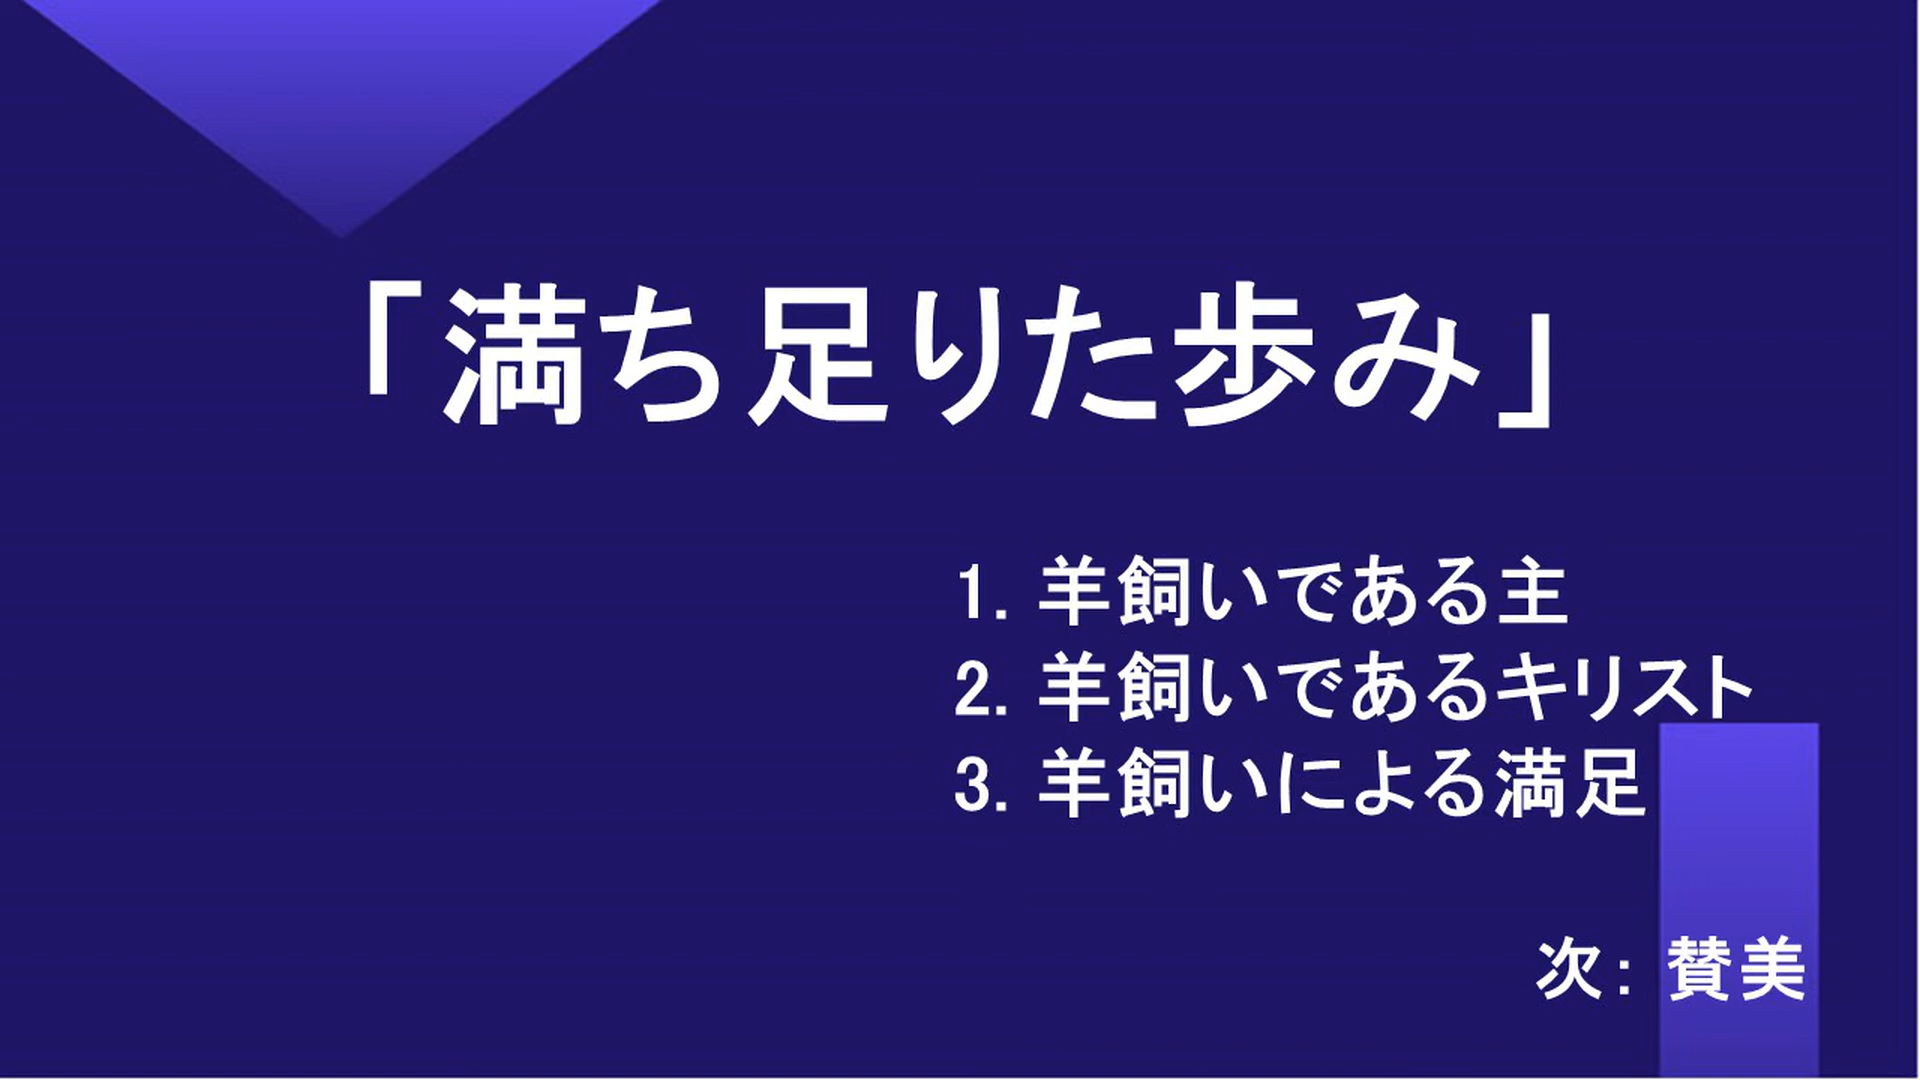 「満ち足りた歩み」
1. 羊飼いである主
2. 羊飼いであるキリスト
3. 羊飼いによる満足
次: 賛美